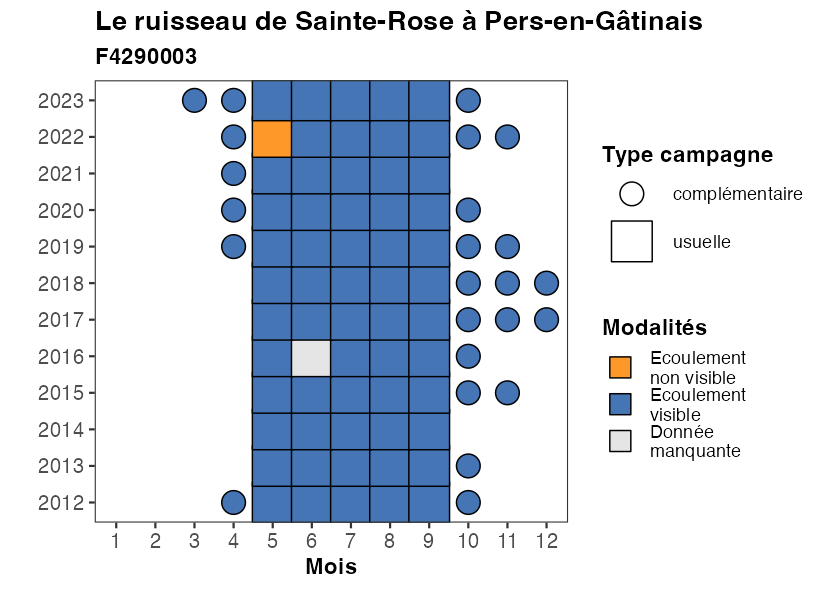 Le ruisseau de Sainte-Rose à Pers-en-Gâtinais
F4290003
2023
2022
2021
2020
2019
2018
2017
2016
2015
2014
2013
2012
1 2 3 4 5 6 7 8 9 10 11 12
Mois
Type campagne
complémentaire
usuelle
Modalités
Ecoulement
non visible
Ecoulement
visible
Donnée
manquante